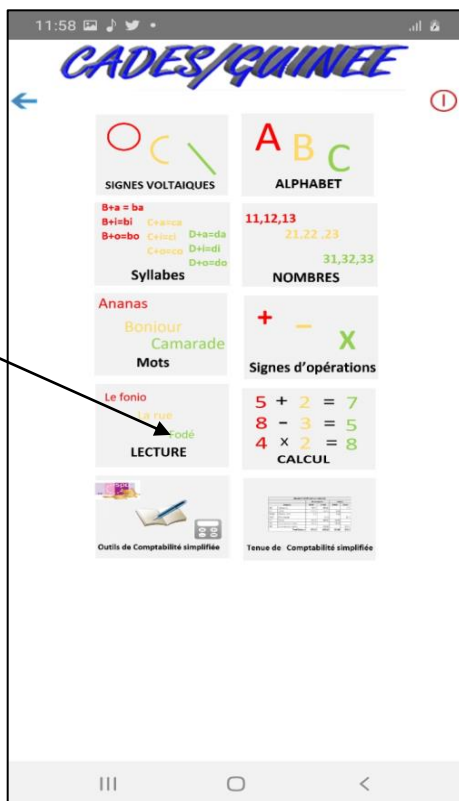 11:58
CADES/GUINEE
SIGNES VOLTAIQUES
A B C
ALPHABET
B+a = ba
B+i=bi C+a=ca
B+o=bo C+i=ci D+a=da
C+o=co D+i=di
D+o=do
Syllabes
11,12,13
21,22 ,23
31,32,33
NOMBRES
Ananas
Bonjour
Camarade
Mots
+ − X
Signes d'opérations
Le fonio
La rue
Fodé
LECTURE
5 + 2 = 7
8 - 3 = 5
4 × 2 = 8
CALCUL
Outils de Comptabilité simplifiée
Tenue de Comptabilité simplifiée